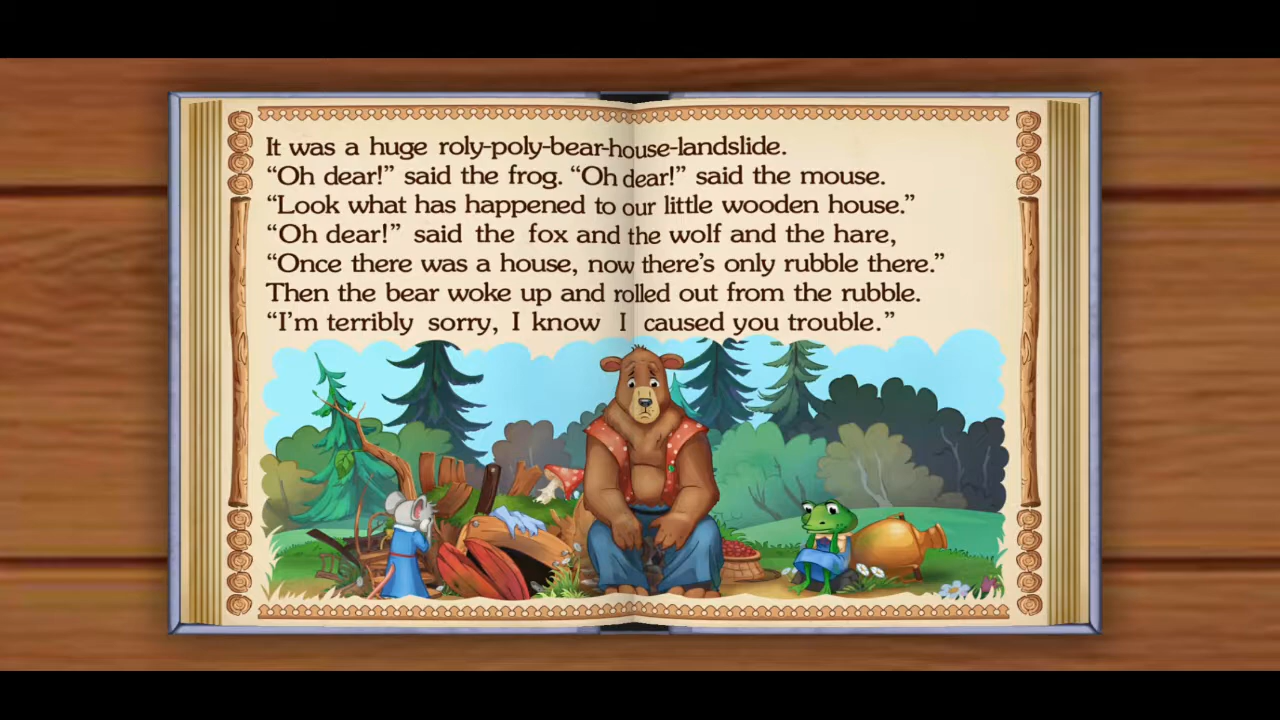 It was a huge roly-poly-bear-house-landslide.
“Oh dear!” said the frog. “Oh dear!” said the mouse.
“Look what has happened to our little wooden house.”
“Oh dear!” said the fox and the wolf and the hare,
“Once there was a house, now there’s only rubble there.”
Then the bear woke up and rolled out from the rubble.
“I’m terribly sorry, I know I caused you trouble.”